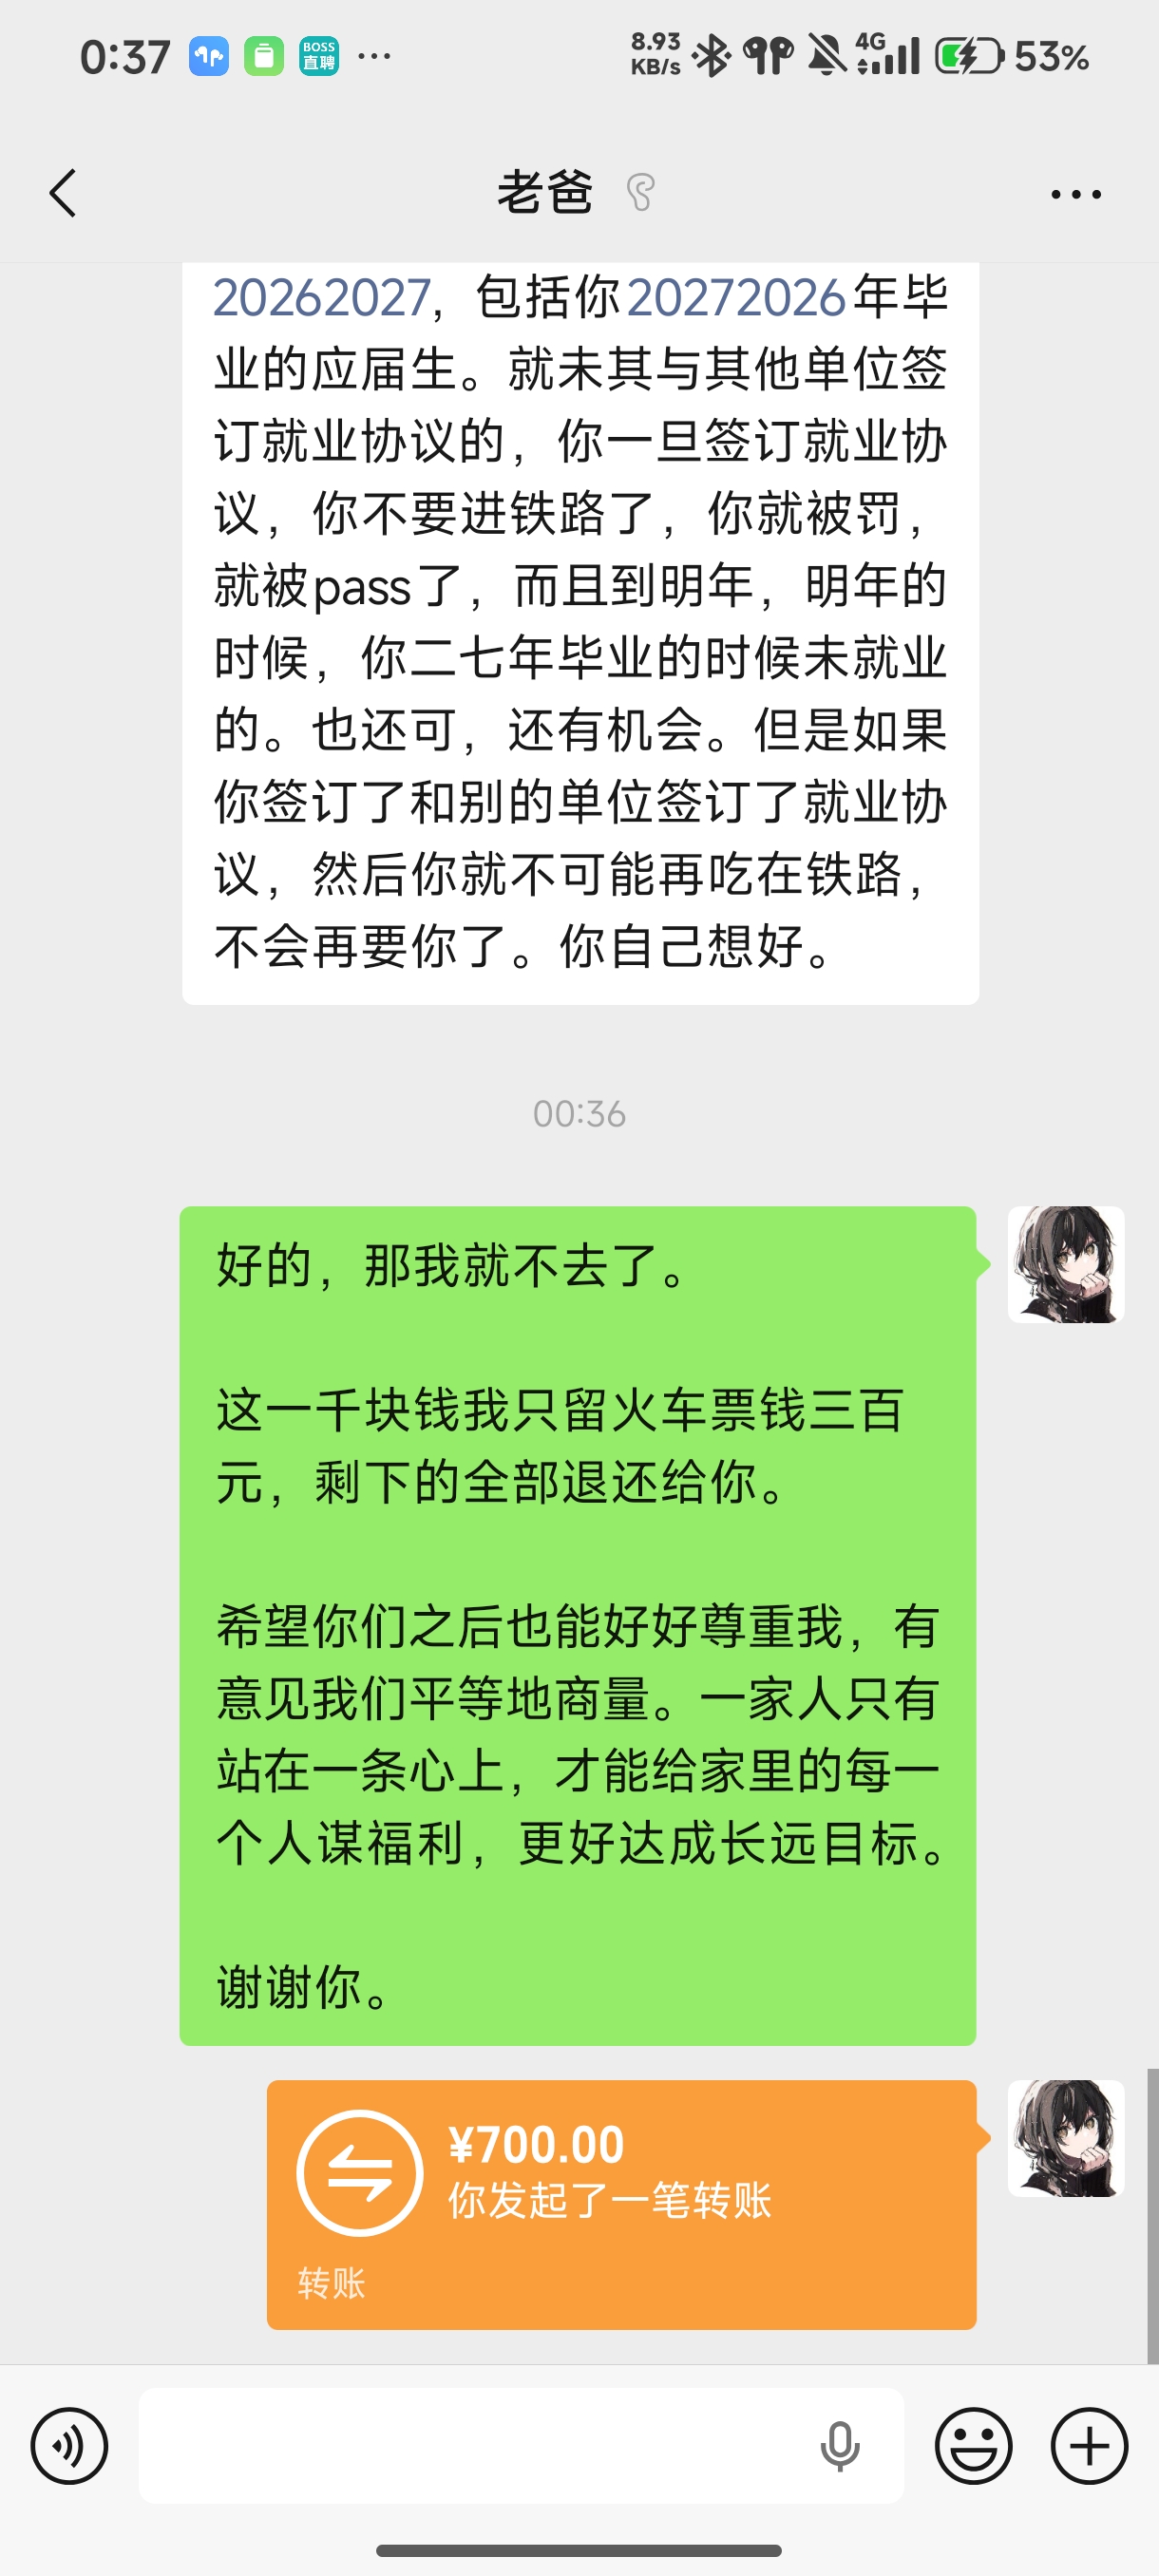 0:37
BOSS
直聘
...
8.93
KB/s
4G
53%
老爸
20262027，包括你20272026年毕
业的应届生。就未其与其他单位签
订就业协议的，你一旦签订就业协
议，你不要进铁路了，你就被罚，
就被pass了，而且到明年，明年的
时候，你二七年毕业的时候未就业
的。也还可，还有机会。但是如果
你签订了和别的单位签订了就业协
议，然后你就不可能再吃在铁路，
不会再要你了。你自己想好。
00:36
好的，那我就不去了。
这一千块钱我只留火车票钱三百
元，剩下的全部退还给你。
希望你们之后也能好好尊重我，有
意见我们平等地商量。一家人只有
站在一条心上，才能给家里的每一
个人谋福利，更好达成长远目标。
谢谢你。
¥700.00
你发起了一笔转账
转账